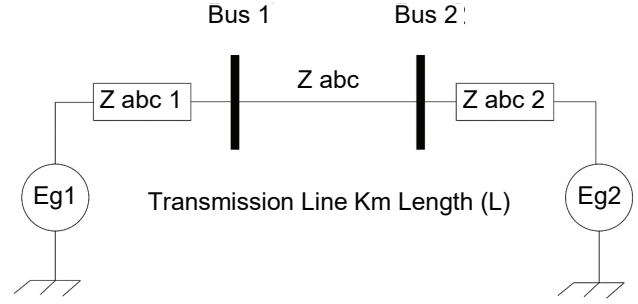 Bus 1
Bus 2
Z abc 1
Z abc
Z abc 2
Eg1
Transmission Line Km Length (L)
Eg2